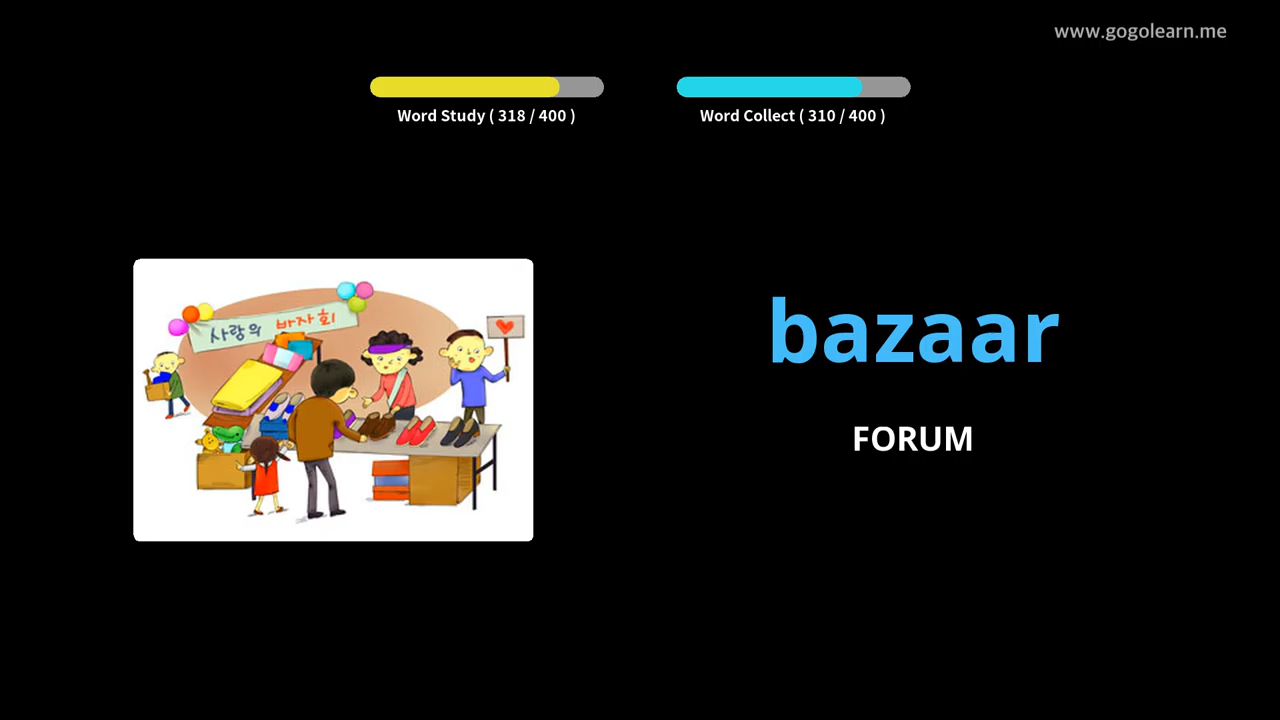 www.gogolearn.me
Word Study ( 318 / 400 )
Word Collect ( 310 / 400 )
사랑의 바자회
bazaar
FORUM